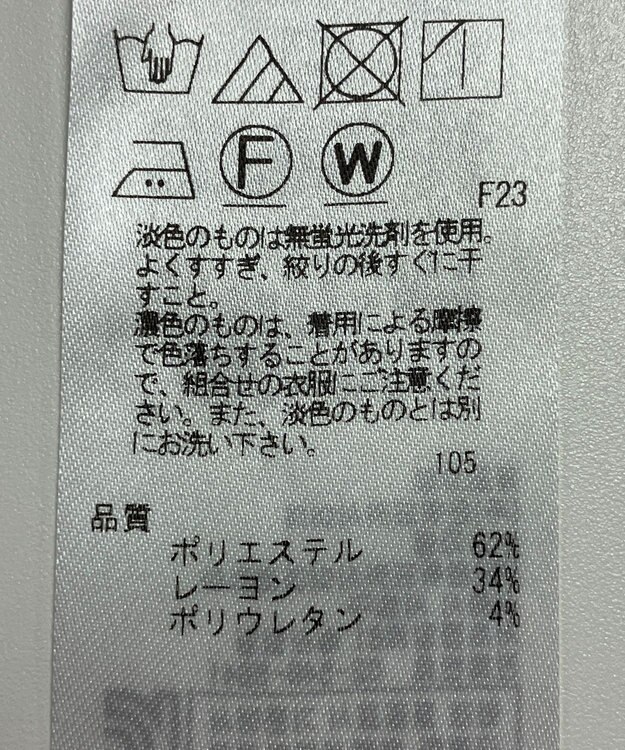 F W
F23
淡色のものは無蛍光洗剤を使用。
よくすすぎ、絞りの後すぐに干
すこと。
濃色のものは、着用による摩擦
で色落ちすることがありますの
で、組合せの衣服にご注意くだ
さい。また、淡色のものとは別
にお洗い下さい。
105
品質
ポリエステル 62%
レーヨン 34%
ポリウレタン 4%